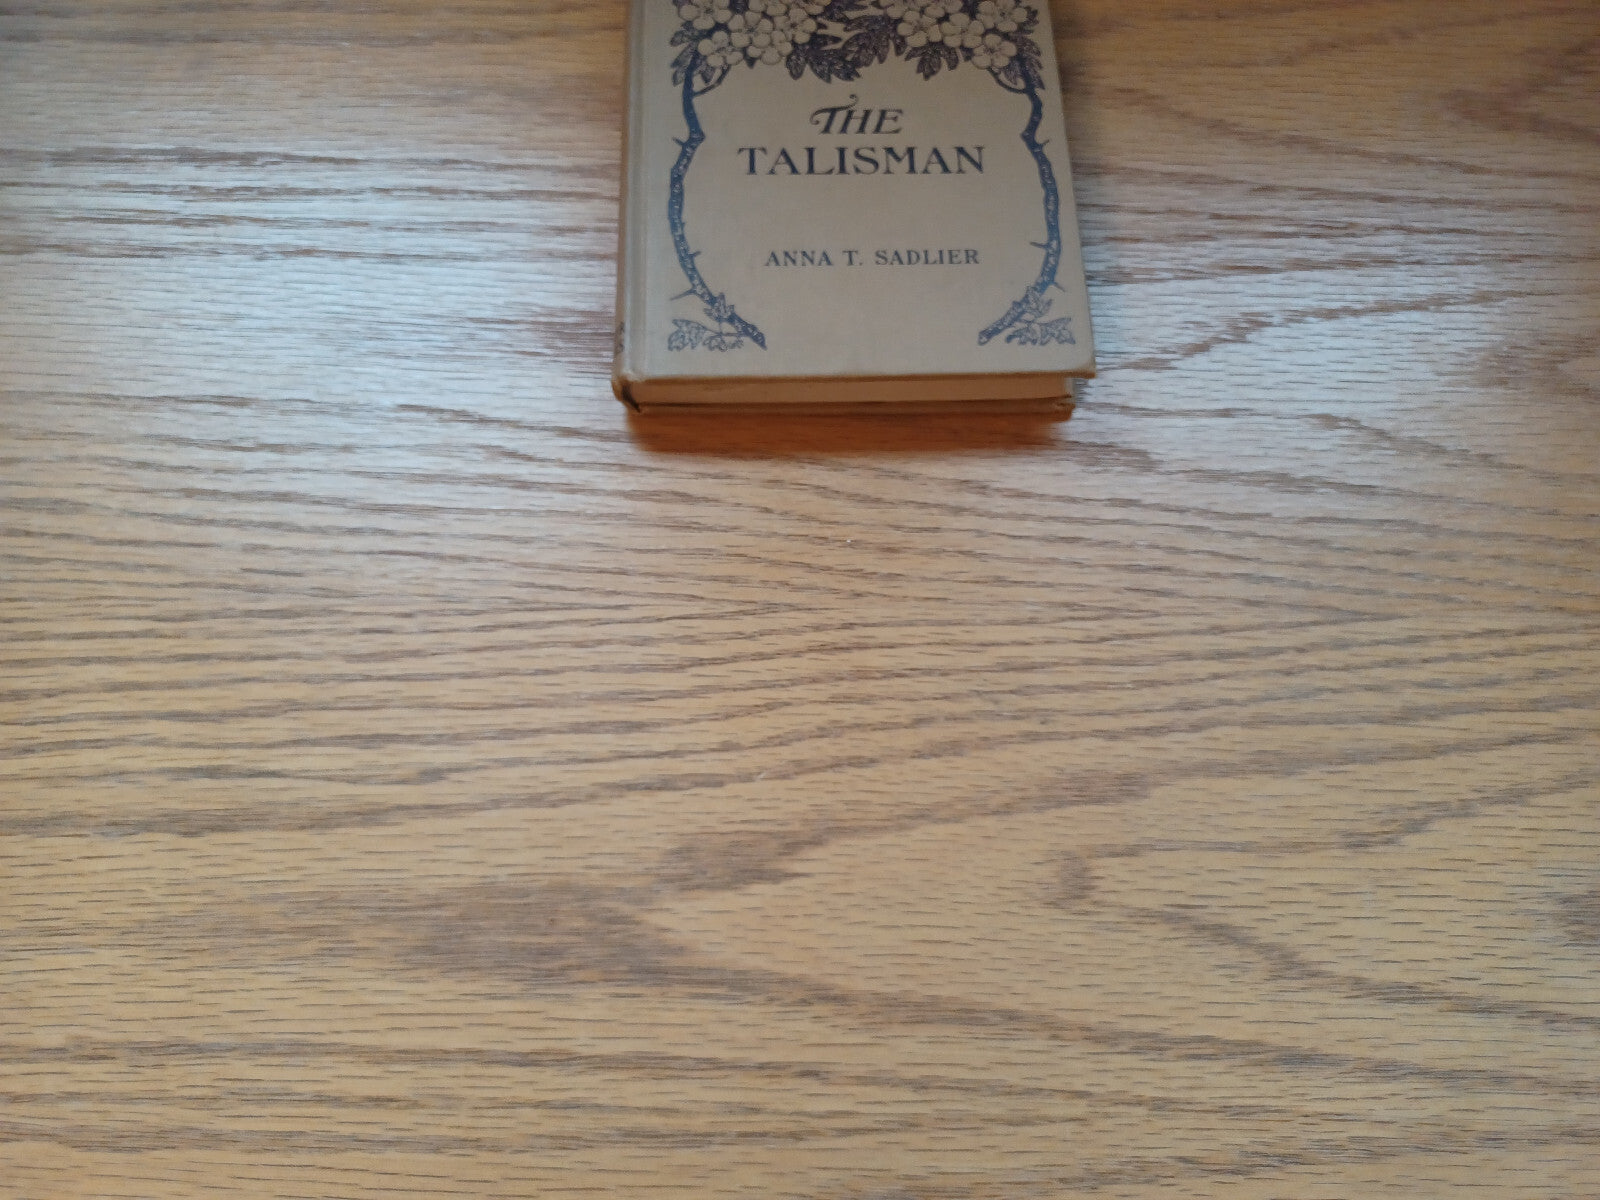 THE
TALISMAN
ANNA T. SADLIER